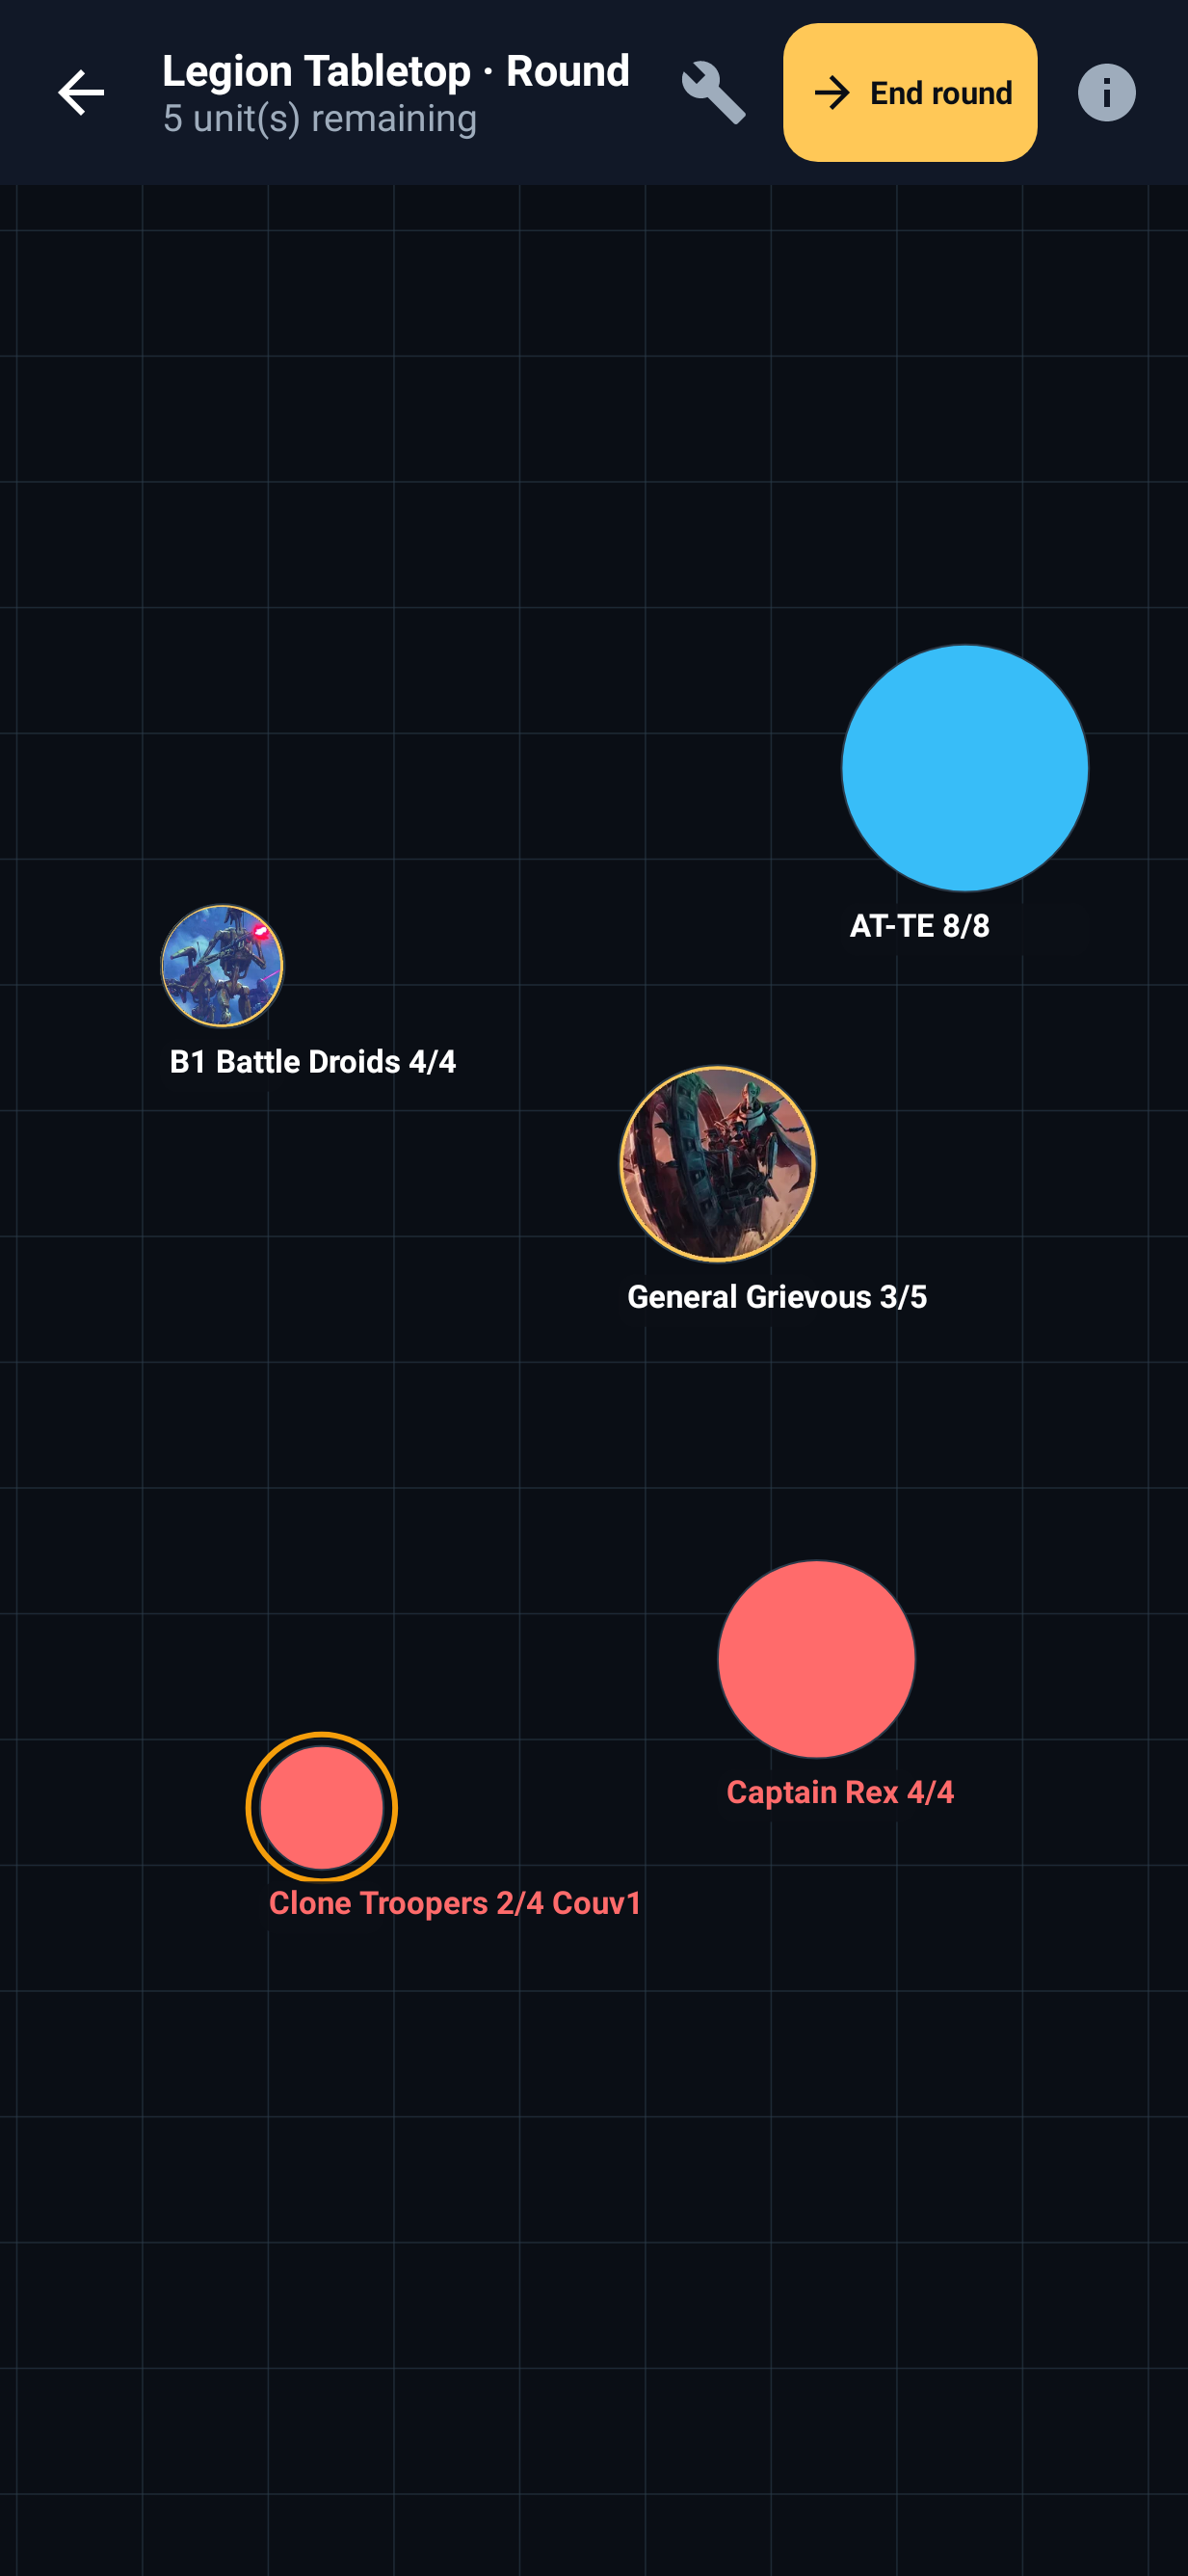 Legion Tabletop · Round
5 unit(s) remaining
End round
AT-TE 8/8
B1 Battle Droids 4/4
General Grievous 3/5
Captain Rex 4/4
Clone Troopers 2/4 Couv1